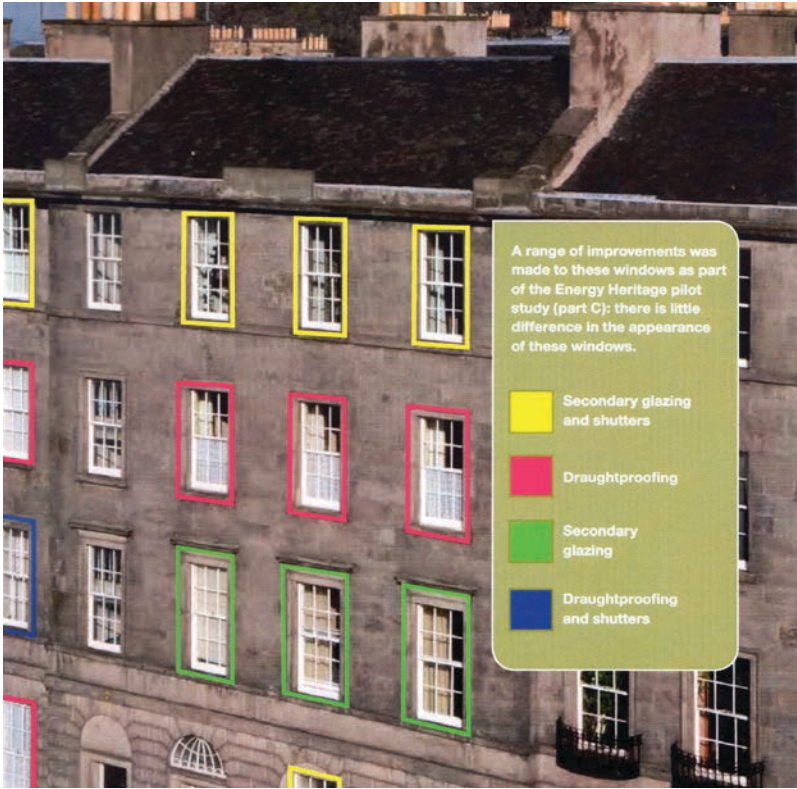 A range of improvements was
made to these windows as part
of the Energy Heritage pilot
study (part C): there is little
difference in the appearance
of these windows.
Secondary glazing
and shutters
Draughtproofing
Secondary
glazing
Draughtproofing
and shutters